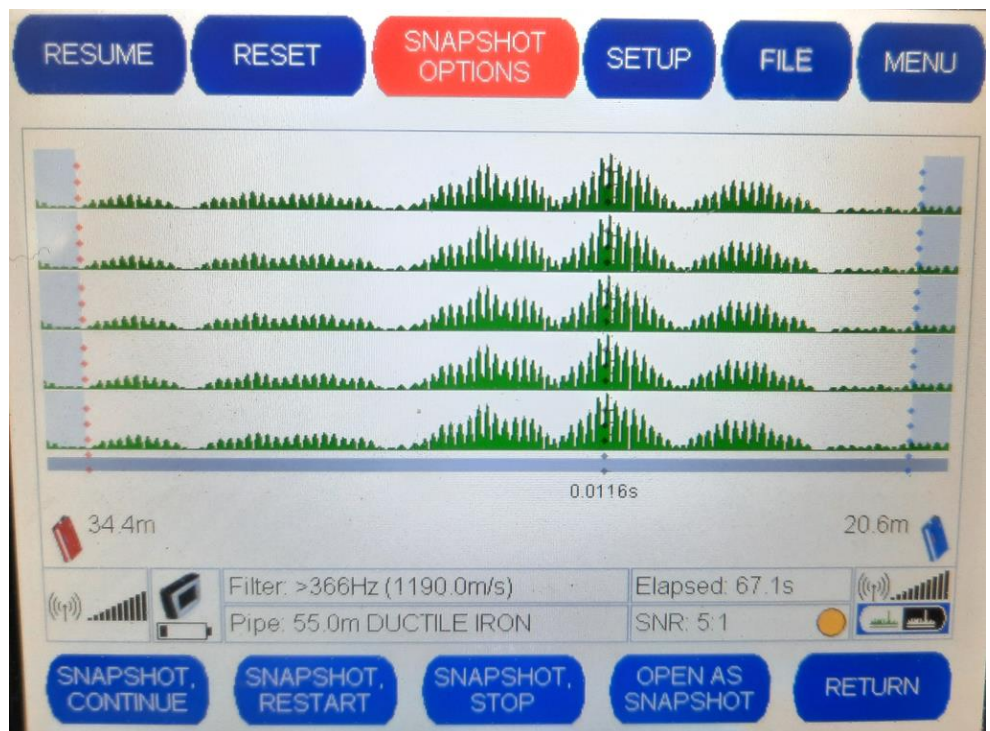 RESUME
RESET
SNAPSHOT
OPTIONS
SETUP
FILE
MENU
0.0116s
34.4m
20.6m
Filter: >366Hz (1190.0m/s)
Elapsed: 67.1s
Pipe: 55.0m DUCTILE IRON
SNR: 5:1
SNAPSHOT,
CONTINUE
SNAPSHOT,
RESTART
SNAPSHOT,
STOP
OPEN AS
SNAPSHOT
RETURN